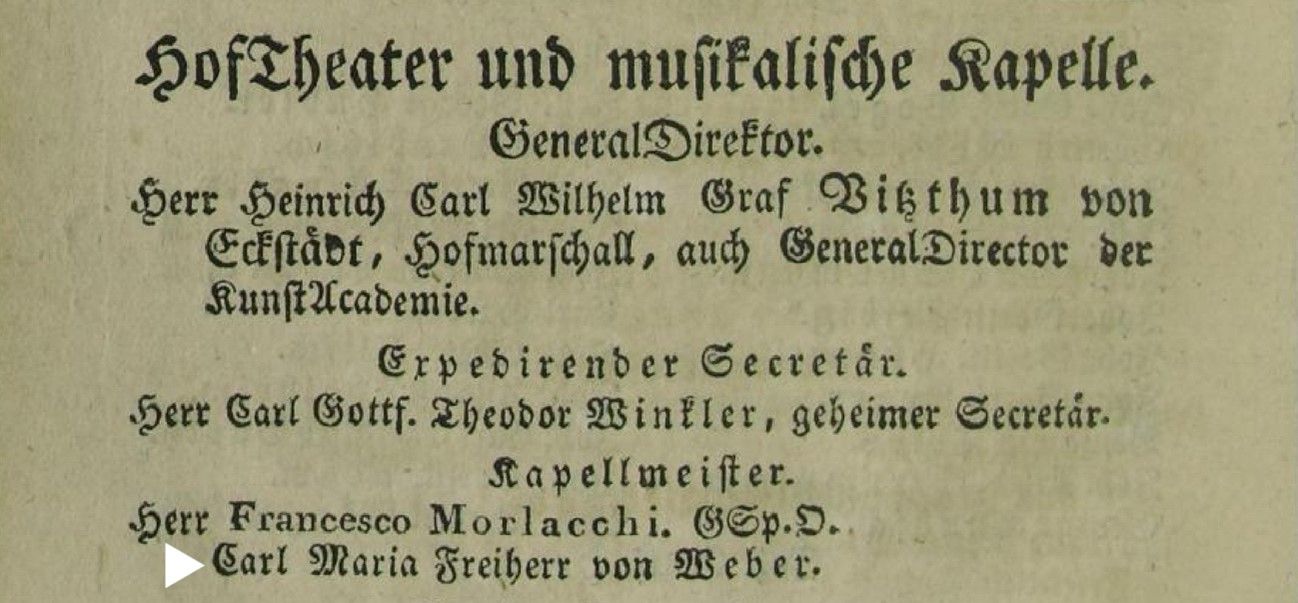 HofTheater und musikalische Kapelle.
GeneralDirektor.
Herr Heinrich Carl Wilhelm Graf Vitzthum von
Eckstädt, Hofmarschall, auch GeneralDirector der
KunstAcademie.
Expedirender Secretär.
Herr Carl Gottf. Theodor Winkler, geheimer Secretär.
Kapellmeister.
Herr Francesco Morlacchi. GSp.O.
Carl Maria Freiherr von Weber.